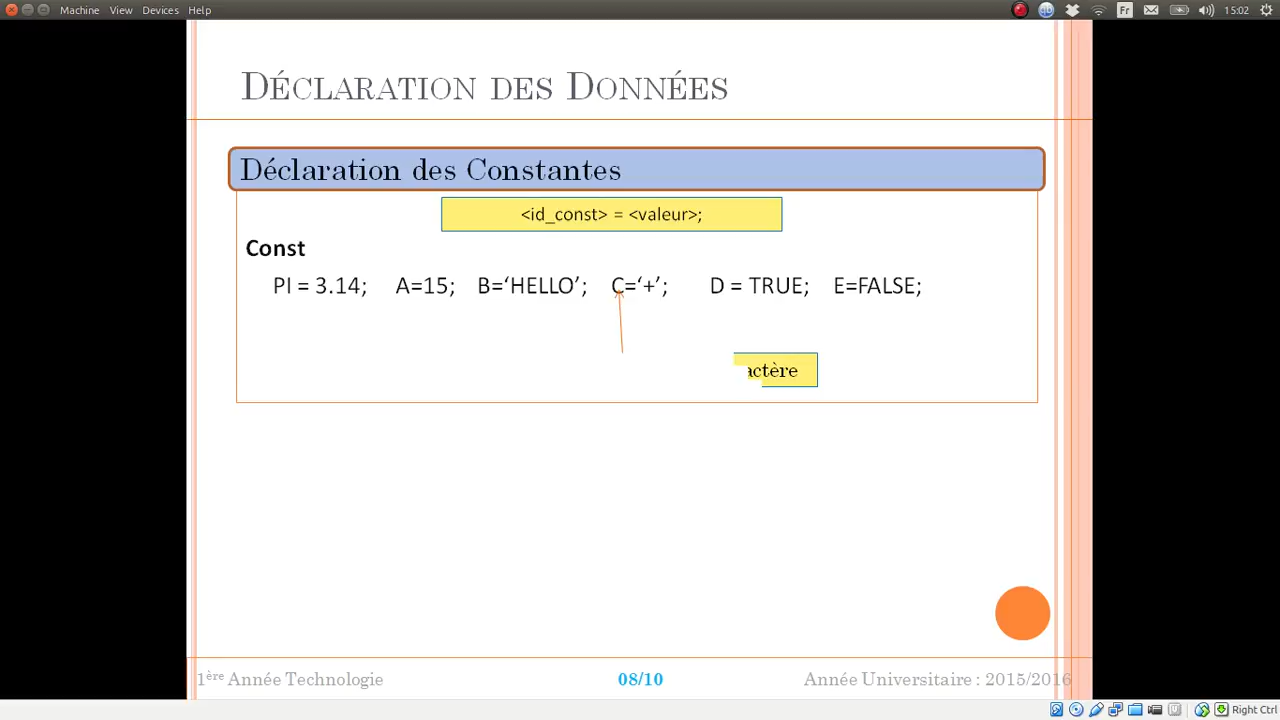 Machine View Devices Help
Fr
15:02
Déclaration des Données
Déclaration des Constantes
<id_const> = <valeur>;
Const
PI = 3.14; A=15; B=‘HELLO’; C=‘+’; D = TRUE; E=FALSE;
actère
1ère Année Technologie
08/10
Année Universitaire : 2015/2016
Right Ctrl